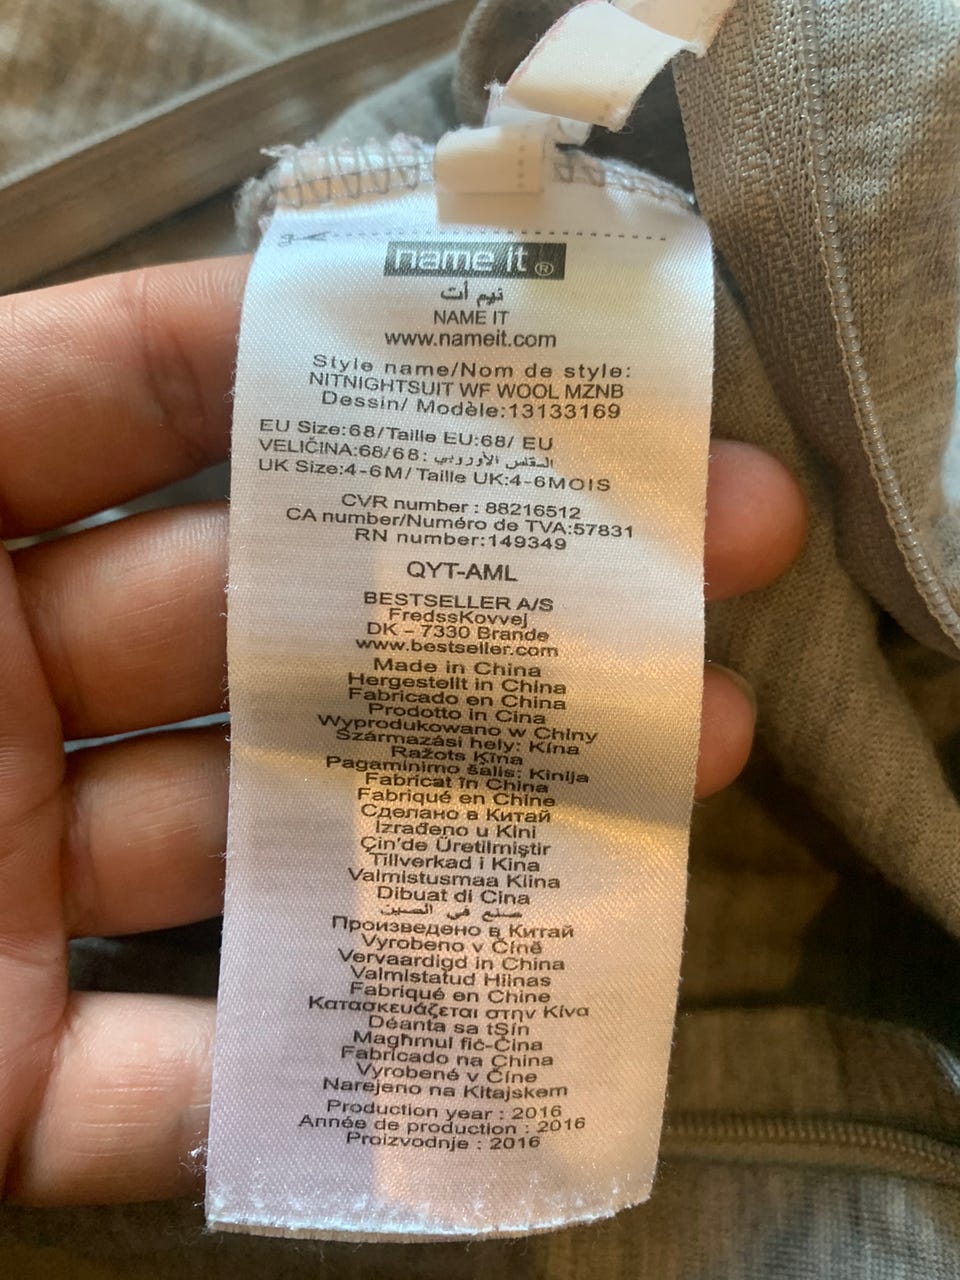 name it ®
نيم أت
NAME IT
www.nameit.com
Style name/Nom de style:
NITNIGHTSUIT WF WOOL MZNB
Dessin/ Modèle:13133169
EU Size:68/Taille EU:68/ EU
VELIČINA:68/68: المقاس الأوروبي
UK Size:4-6M/ Taille UK:4-6MOIS
CVR number : 88216512
CA number/Numéro de TVA:57831
RN number:149349
QYT-AML
BESTSELLER A/S
FredssKovvej
DK - 7330 Brande
www.bestseller.com
Made in China
Hergestellt in China
Fabricado en China
Prodotto in Cina
Wyprodukowano w Chiny
Származási hely: Kína
Ražots Ķīna
Pagaminimo šalis: Kinija
Fabricat în China
Fabriqué en Chine
Сделано в Китай
Izrađeno u Kini
Çin'de Üretilmiştir
Tillverkad i Kina
Valmistusmaa Kiina
Dibuat di Cina
صنع في الصين
Произведено в Китай
Vyrobeno v Číně
Vervaardigd in China
Valmistatud Hiinas
Fabriqué en Chine
Κατασκευάζεται στην Κίνα
Déanta sa tSín
Magħmul fiċ-Ċina
Fabricado na China
Vyrobené v Číne
Narejeno na Kitajskem
Production year : 2016
Année de production : 2016
Proizvodnje : 2016